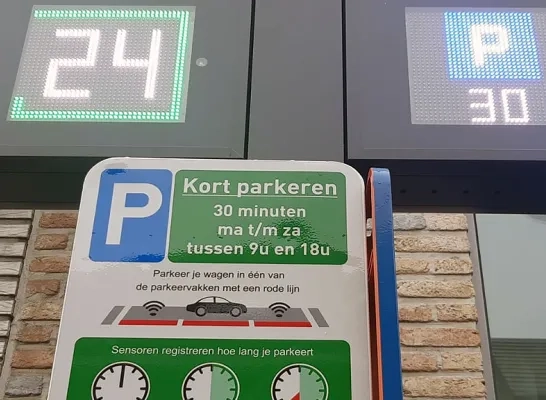 24
P
30
P
Kort parkeren
30 minuten
ma t/m za
tussen 9u en 18u
Parkeer je wagen in één van
de parkeervakken met een rode lijn
Sensoren registreren hoe lang je parkeert